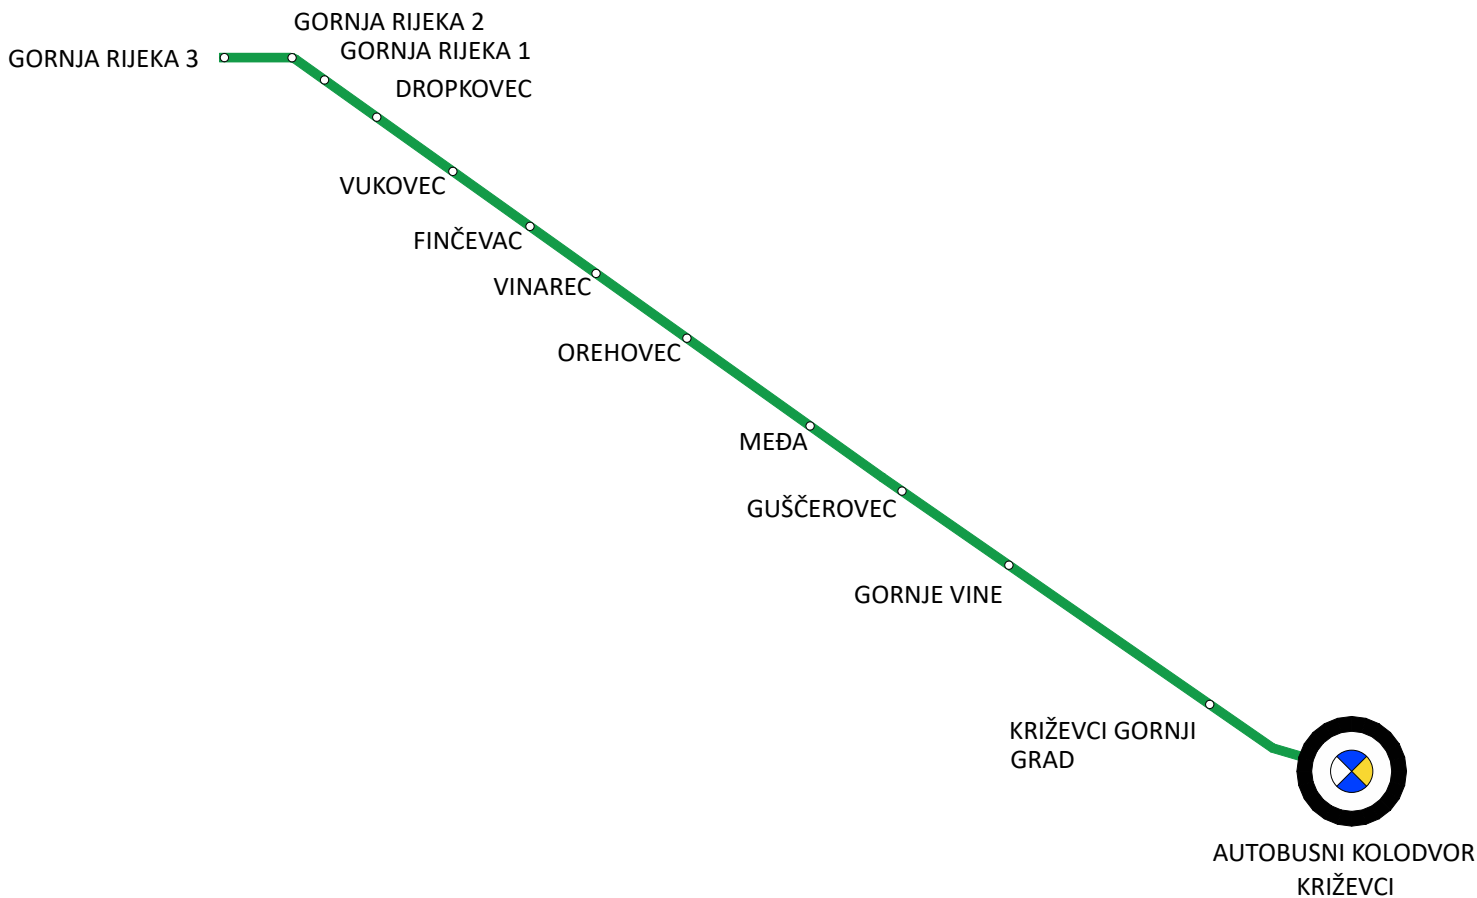 GORNJA RIJEKA 2
GORNJA RIJEKA 1
GORNJA RIJEKA 3
DROPKOVEC
VUKOVEC
FINČEVAC
VINAREC
OREHOVEC
MEĐA
GUŠČEROVEC
GORNJE VINE
KRIŽEVCI GORNJI
GRAD
AUTOBUSNI KOLODVOR
KRIŽEVCI